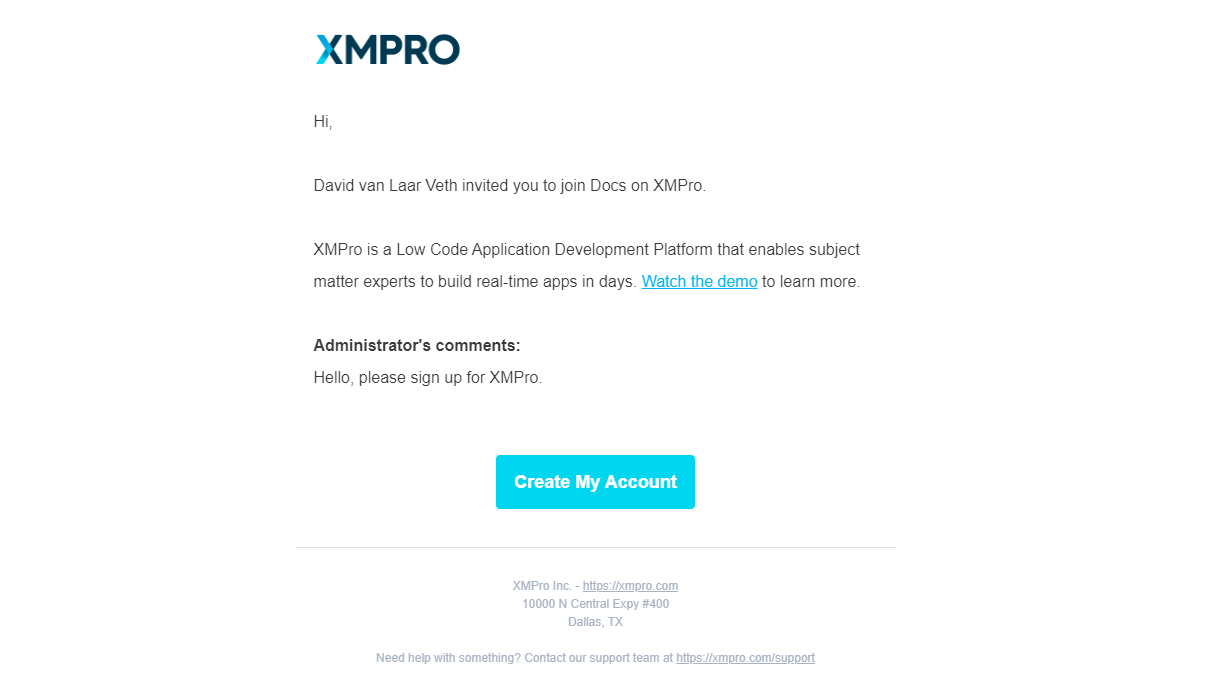 XMPRO
Hi,
David van Laar Veth invited you to join Docs on XMPro.
XMPro is a Low Code Application Development Platform that enables subject
matter experts to build real-time apps in days. Watch the demo to learn more.
Administrator's comments:
Hello, please sign up for XMPro.
Create My Account
XMPro Inc. - https://xmpro.com
10000 N Central Expy #400
Dallas, TX
Need help with something? Contact our support team at https://xmpro.com/support